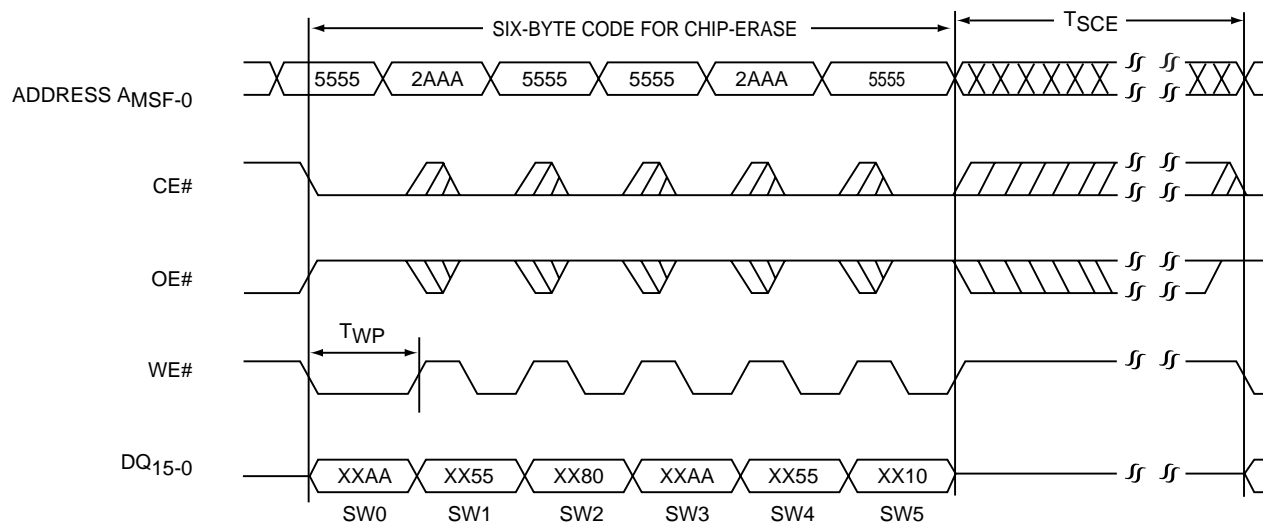 SIX-BYTE CODE FOR CHIP-ERASE
TSCE
ADDRESS AMSF-0
5555 2AAA 5555 5555 2AAA 5555
CE#
OE#
TWP
WE#
DQ15-0
XXAA XX55 XX80 XXAA XX55 XX10
SW0 SW1 SW2 SW3 SW4 SW5